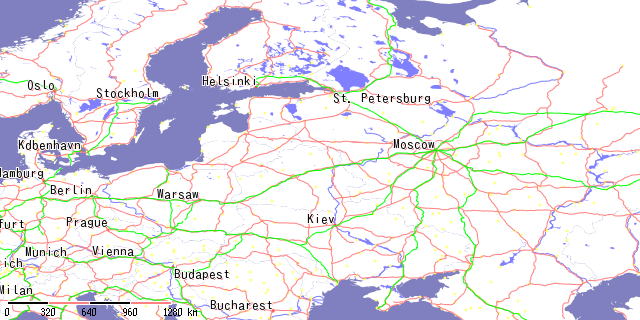 Oslo
Helsinki
Stockholm
St. Petersburg
Kdbenhavn
Moscow
Hamburg
Berlin
Warsaw
furt
Prague
Kiev
Munich
Vienna
ich
Budapest
Milan
Bucharest
0 320 640 960 1280 km